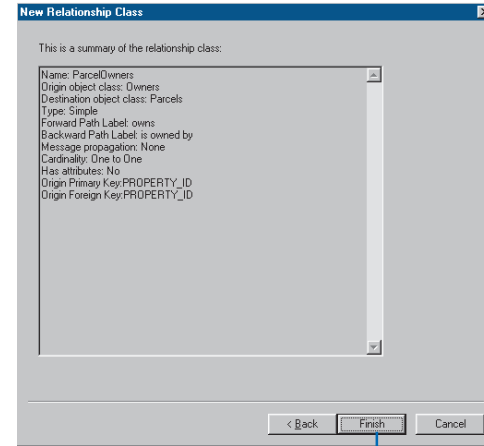 New Relationship Class
This is a summary of the relationship class:
Name: ParcelOwners
Origin object class: Owners
Destination object class: Parcels
Type: Simple
Forward Path Label: owns
Backward Path Label: is owned by
Message propagation: None
Cardinality: One to One
Has attributes: No
Origin Primary Key:PROPERTY_ID
Origin Foreign Key:PROPERTY_ID
< Back Finish Cancel